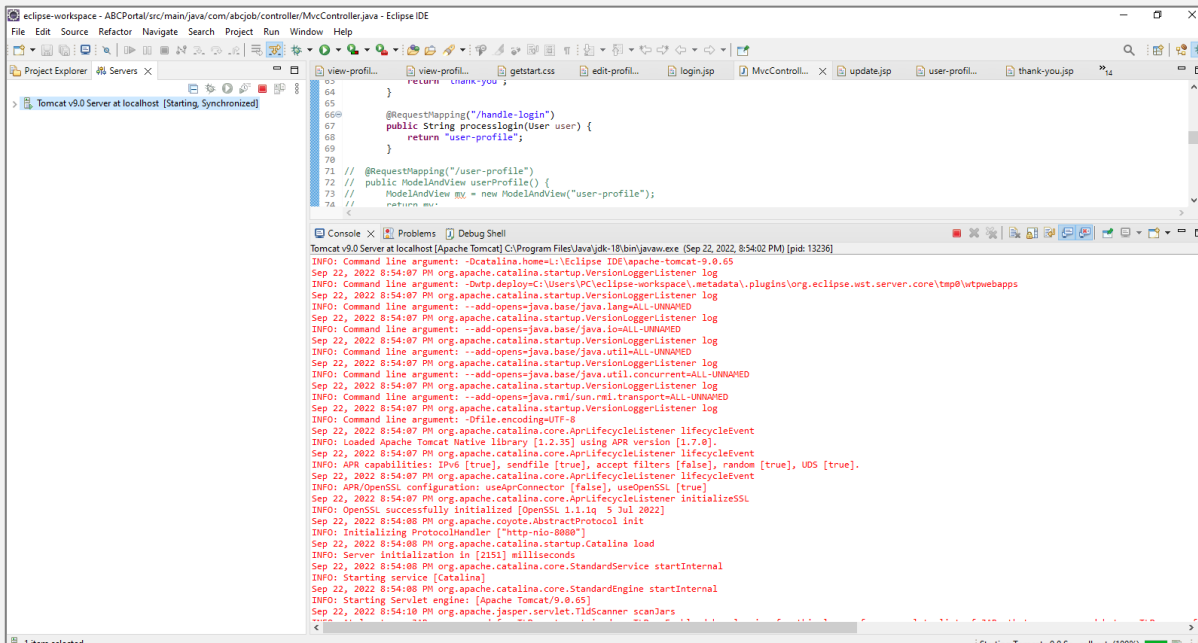 eclipse-workspace - ABCPortal/src/main/java/com/abcjob/controller/MvcController.java - Eclipse IDE
File Edit Source Refactor Navigate Search Project Run Window Help
Project Explorer Servers
view-profil... view-profil... getstart.css edit-profil... login.jsp MvcControll... update.jsp user-profil... thank-you.jsp 14
Tomcat v9.0 Server at localhost [Starting, Synchronized]
63 return "thank-you";
64 }
65
66 @RequestMapping("/handle-login")
67 public String processlogin(User user) {
68 return "user-profile";
69 }
70
71 // @RequestMapping("/user-profile")
72 // public ModelAndView userProfile() {
73 // ModelAndView mv = new ModelAndView("user-profile");
74 // return mv;
Console Problems Debug Shell
Tomcat v9.0 Server at localhost [Apache Tomcat] C:\Program Files\Java\jdk-18\bin\javaw.exe (Sep 22, 2022, 8:54:02 PM) [pid: 13236]
INFO: Command line argument: -Dcatalina.home=L:\Eclipse IDE\apache-tomcat-9.0.65
Sep 22, 2022 8:54:07 PM org.apache.catalina.startup.VersionLoggerListener log
INFO: Command line argument: -Dwtp.deploy=C:\Users\PC\eclipse-workspace\.metadata\.plugins\org.eclipse.wst.server.core\tmp0\wtpwebapps
Sep 22, 2022 8:54:07 PM org.apache.catalina.startup.VersionLoggerListener log
INFO: Command line argument: --add-opens=java.base/java.lang=ALL-UNNAMED
Sep 22, 2022 8:54:07 PM org.apache.catalina.startup.VersionLoggerListener log
INFO: Command line argument: --add-opens=java.base/java.io=ALL-UNNAMED
Sep 22, 2022 8:54:07 PM org.apache.catalina.startup.VersionLoggerListener log
INFO: Command line argument: --add-opens=java.base/java.util=ALL-UNNAMED
Sep 22, 2022 8:54:07 PM org.apache.catalina.startup.VersionLoggerListener log
INFO: Command line argument: --add-opens=java.base/java.util.concurrent=ALL-UNNAMED
Sep 22, 2022 8:54:07 PM org.apache.catalina.startup.VersionLoggerListener log
INFO: Command line argument: --add-opens=java.rmi/sun.rmi.transport=ALL-UNNAMED
Sep 22, 2022 8:54:07 PM org.apache.catalina.startup.VersionLoggerListener log
INFO: Command line argument: -Dfile.encoding=UTF-8
Sep 22, 2022 8:54:07 PM org.apache.catalina.core.AprLifecycleListener lifecycleEvent
INFO: Loaded Apache Tomcat Native library [1.2.35] using APR version [1.7.0].
Sep 22, 2022 8:54:07 PM org.apache.catalina.core.AprLifecycleListener lifecycleEvent
INFO: APR capabilities: IPv6 [true], sendfile [true], accept filters [false], random [true], UDS [true].
Sep 22, 2022 8:54:07 PM org.apache.catalina.core.AprLifecycleListener lifecycleEvent
INFO: APR/OpenSSL configuration: useAprConnector [false], useOpenSSL [true]
Sep 22, 2022 8:54:07 PM org.apache.catalina.core.AprLifecycleListener initializeSSL
INFO: OpenSSL successfully initialized [OpenSSL 1.1.1q 5 Jul 2022]
Sep 22, 2022 8:54:08 PM org.apache.coyote.AbstractProtocol init
INFO: Initializing ProtocolHandler ["http-nio-8080"]
Sep 22, 2022 8:54:08 PM org.apache.catalina.startup.Catalina load
INFO: Server initialization in [2151] milliseconds
Sep 22, 2022 8:54:08 PM org.apache.catalina.core.StandardService startInternal
INFO: Starting service [Catalina]
Sep 22, 2022 8:54:08 PM org.apache.catalina.core.StandardEngine startInternal
INFO: Starting Servlet engine: [Apache Tomcat/9.0.65]
Sep 22, 2022 8:54:10 PM org.apache.jasper.servlet.TldScanner scanJars
1 item selected